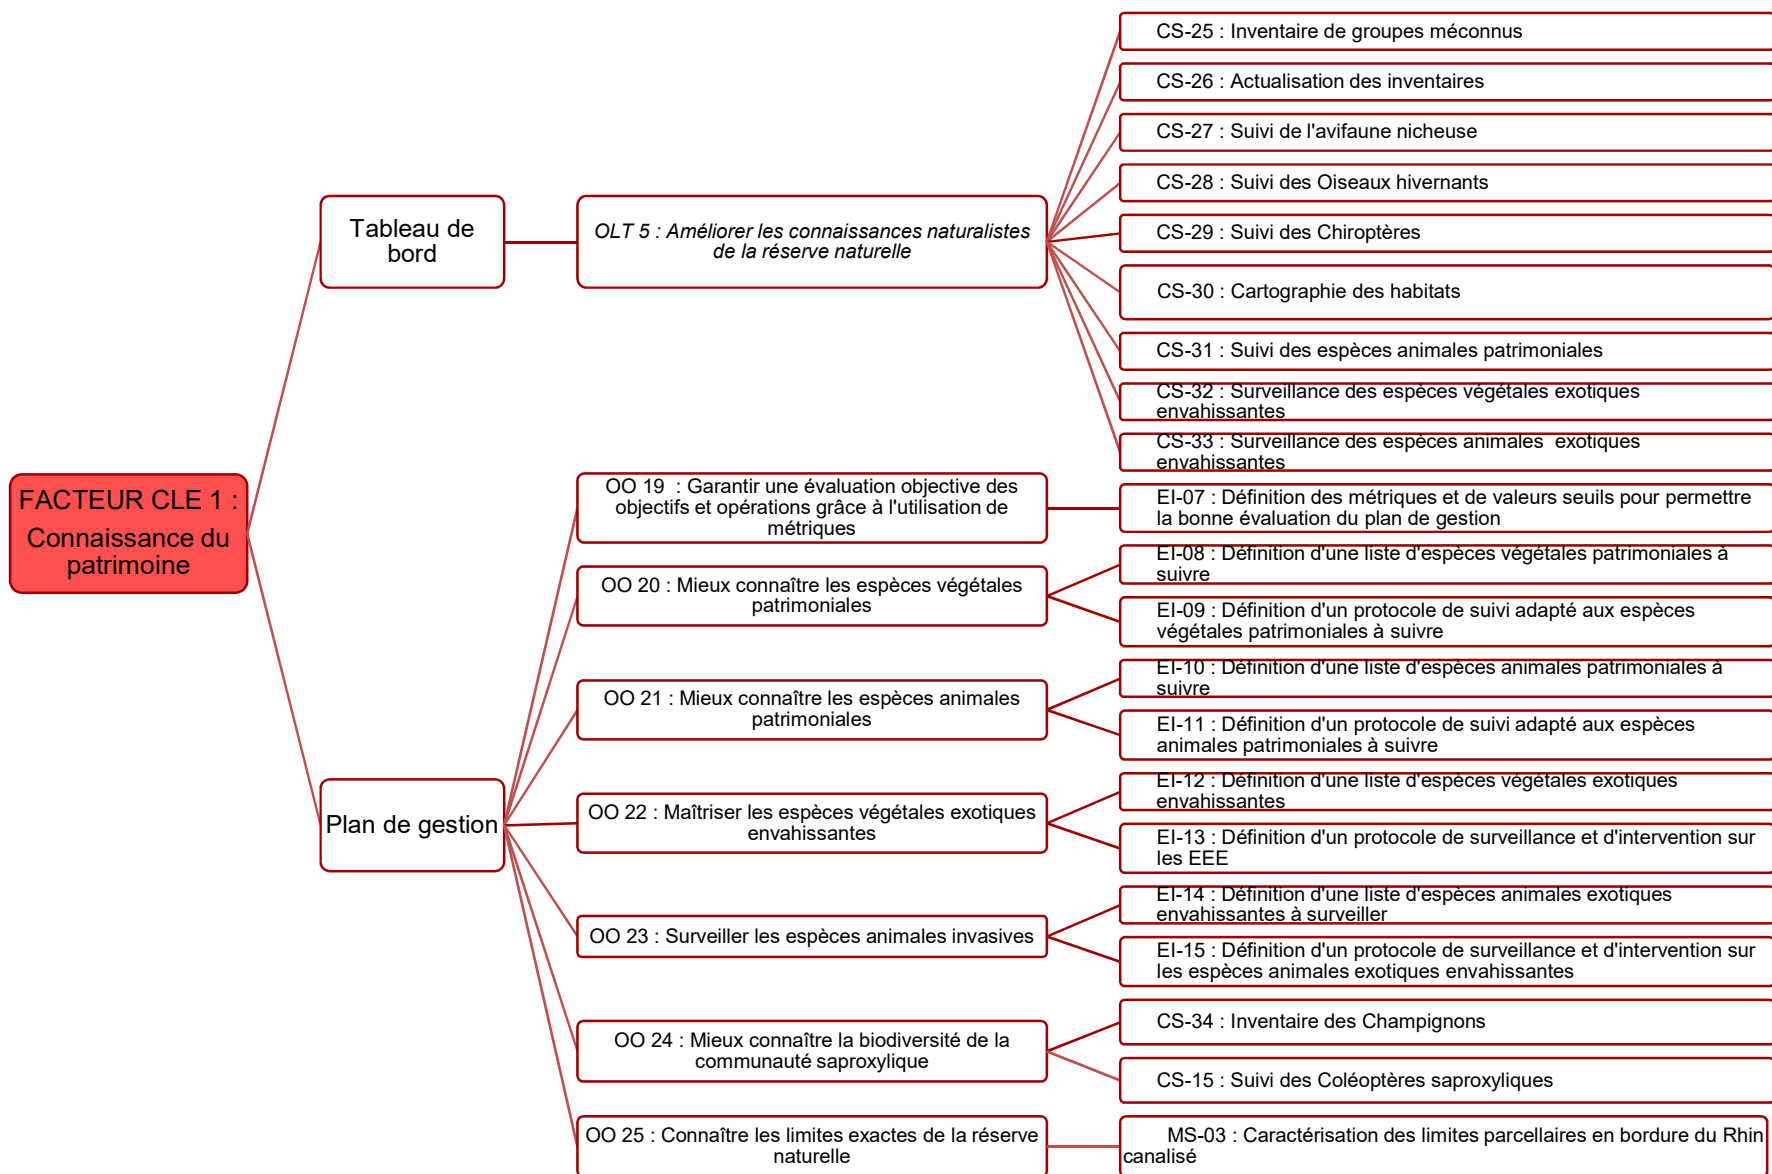 FACTEUR CLE 1 :
Connaissance du
patrimoine
Tableau de
bord
OLT 5 : Améliorer les connaissances naturalistes
de la réserve naturelle
CS-25 : Inventaire de groupes méconnus
CS-26 : Actualisation des inventaires
CS-27 : Suivi de l'avifaune nicheuse
CS-28 : Suivi des Oiseaux hivernants
CS-29 : Suivi des Chiroptères
CS-30 : Cartographie des habitats
CS-31 : Suivi des espèces animales patrimoniales
CS-32 : Surveillance des espèces végétales exotiques
envahissantes
CS-33 : Surveillance des espèces animales  exotiques
envahissantes
Plan de gestion
OO 19  : Garantir une évaluation objective des
objectifs et opérations grâce à l'utilisation de
métriques
EI-07 : Définition des métriques et de valeurs seuils pour permettre
la bonne évaluation du plan de gestion
OO 20 : Mieux connaître les espèces végétales
patrimoniales
EI-08 : Définition d'une liste d'espèces végétales patrimoniales à
suivre
EI-09 : Définition d'un protocole de suivi adapté aux espèces
végétales patrimoniales à suivre
OO 21 : Mieux connaître les espèces animales
patrimoniales
EI-10 : Définition d'une liste d'espèces animales patrimoniales à
suivre
EI-11 : Définition d'un protocole de suivi adapté aux espèces
animales patrimoniales à suivre
OO 22 : Maîtriser les espèces végétales exotiques
envahissantes
EI-12 : Définition d'une liste d'espèces végétales exotiques
envahissantes
EI-13 : Définition d'un protocole de surveillance et d'intervention sur
les EEE
OO 23 : Surveiller les espèces animales invasives
EI-14 : Définition d'une liste d'espèces animales exotiques
envahissantes à surveiller
EI-15 : Définition d'un protocole de surveillance et d'intervention sur
les espèces animales exotiques envahissantes
OO 24 : Mieux connaître la biodiversité de la
communauté saproxylique
CS-34 : Inventaire des Champignons
CS-15 : Suivi des Coléoptères saproxyliques
OO 25 : Connaître les limites exactes de la réserve
naturelle
MS-03 : Caractérisation des limites parcellaires en bordure du Rhin
canalisé